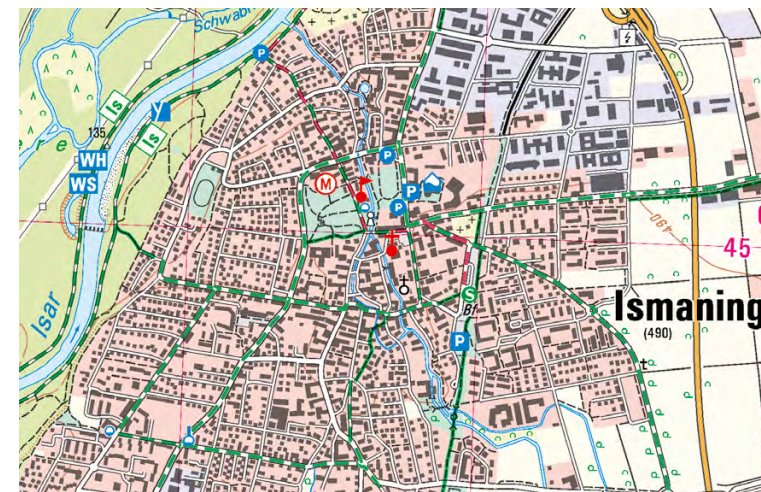 Schwabi
P
Is
Y
135
Is
e r e
WH
P
WS
M
P
P
490
45
Isar
S
Bf
Ismaning
(490)
P